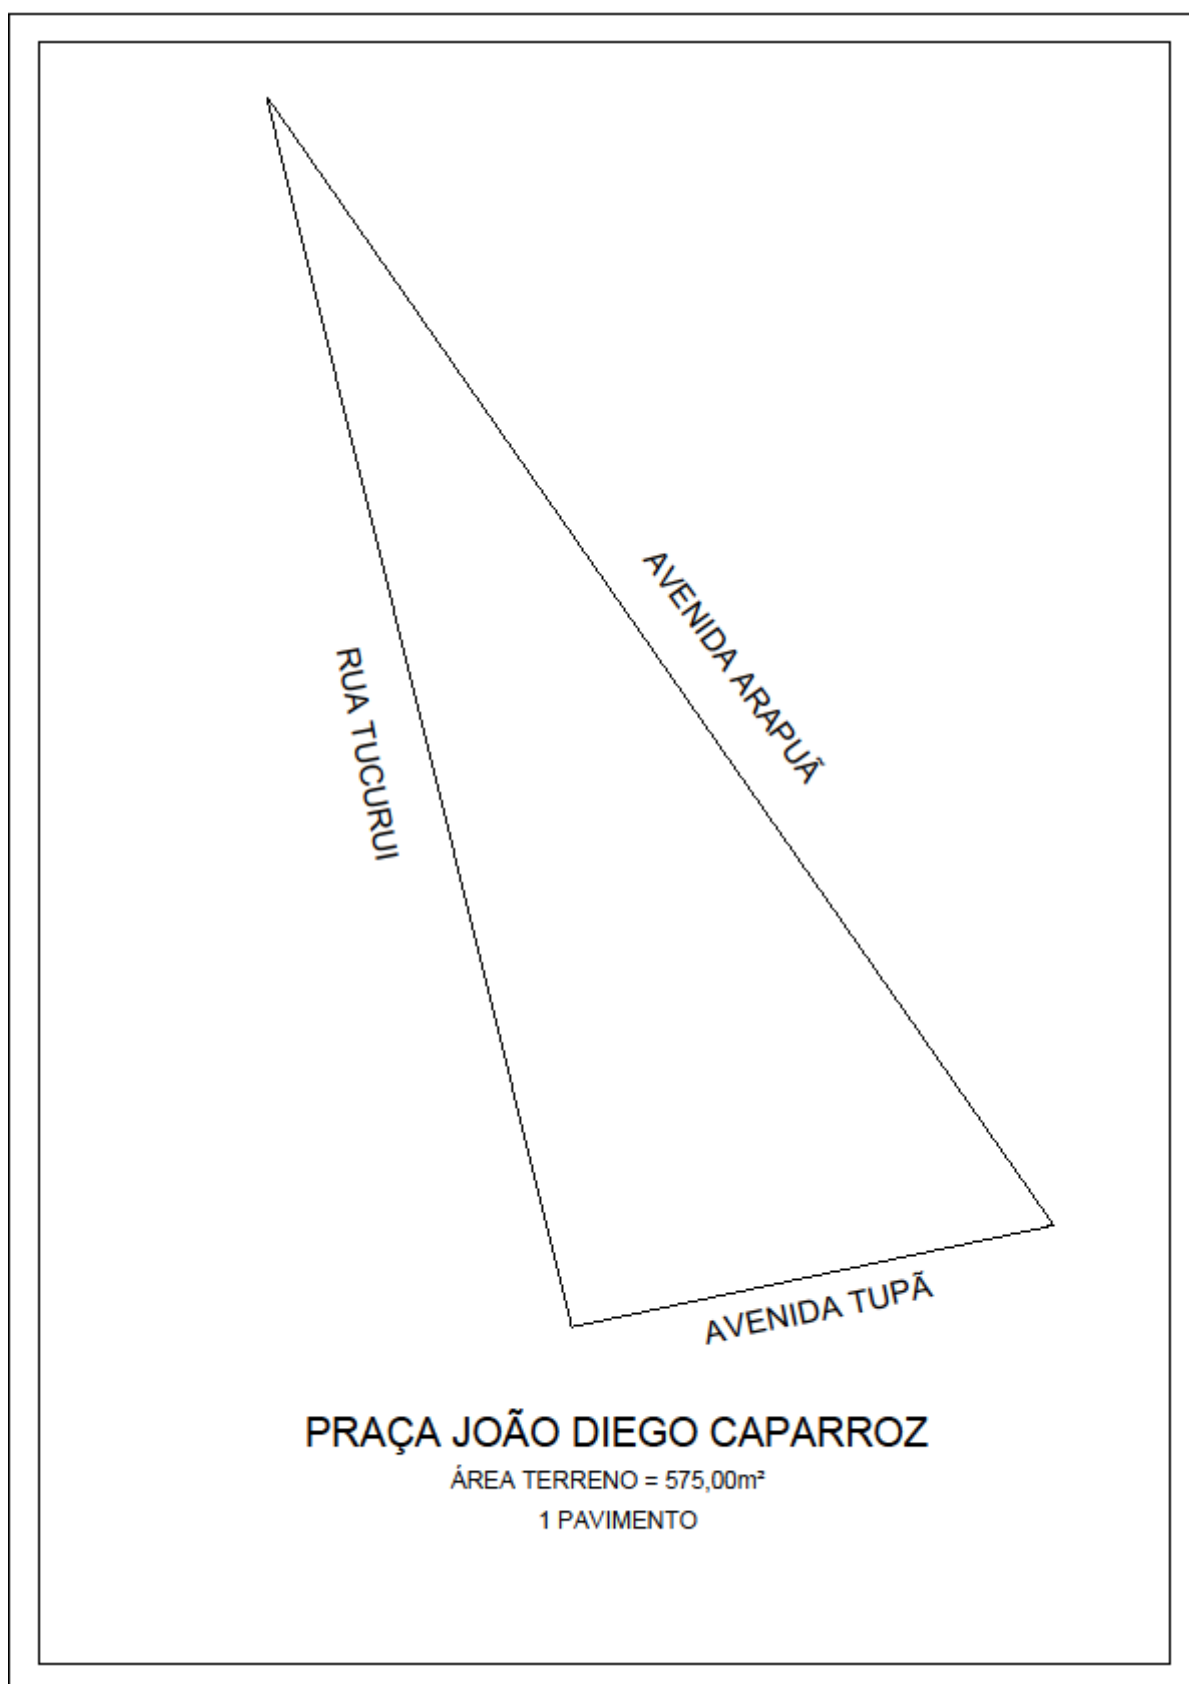 AVENIDA ARAPUÃ
RUA TUCURUI
AVENIDA TUPÃ
PRAÇA JOÃO DIEGO CAPARROZ
ÁREA TERRENO = 575,00m²
1 PAVIMENTO